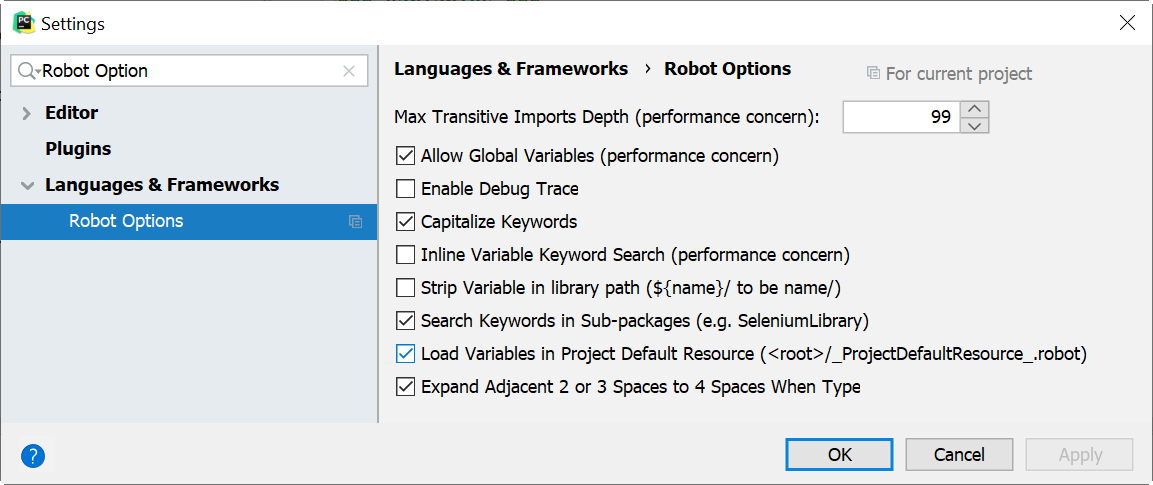 PC
Settings
Robot Option
Languages & Frameworks › Robot Options
For current project
Editor
Plugins
Languages & Frameworks
Robot Options
Max Transitive Imports Depth (performance concern):
99
Allow Global Variables (performance concern)
Enable Debug Trace
Capitalize Keywords
Inline Variable Keyword Search (performance concern)
Strip Variable in library path (${name}/ to be name/)
Search Keywords in Sub-packages (e.g. SeleniumLibrary)
Load Variables in Project Default Resource (<root>/_ProjectDefaultResource_.robot)
Expand Adjacent 2 or 3 Spaces to 4 Spaces When Type
?
OK
Cancel
Apply